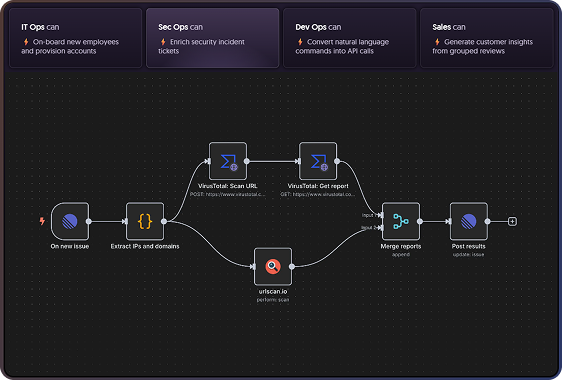 IT Ops can
On-board new employees
and provision accounts
Sec Ops can
Enrich security incident
tickets
Dev Ops can
Convert natural language
commands into API calls
Sales can
Generate customer insights
from grouped reviews
VirusTotal: Scan URL
POST: https://www.virustotal.c...
VirusTotal: Get report
GET: https://www.virustotal.co...
On new issue
{}
Extract IPs and domains
Input 1
Input 2
Merge reports
append
Post results
update: issue
urlscan.io
perform: scan